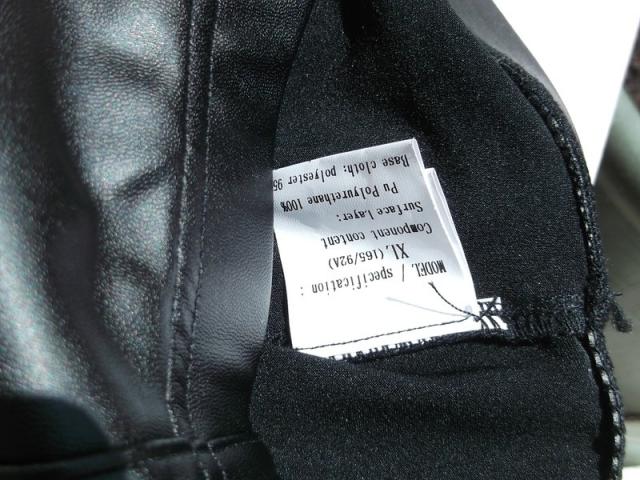 MODEL / specification :
XL (165/92A)
Component content
Surface Layer:
Pu Polyurethane 100%
Base cloth: polyester 95